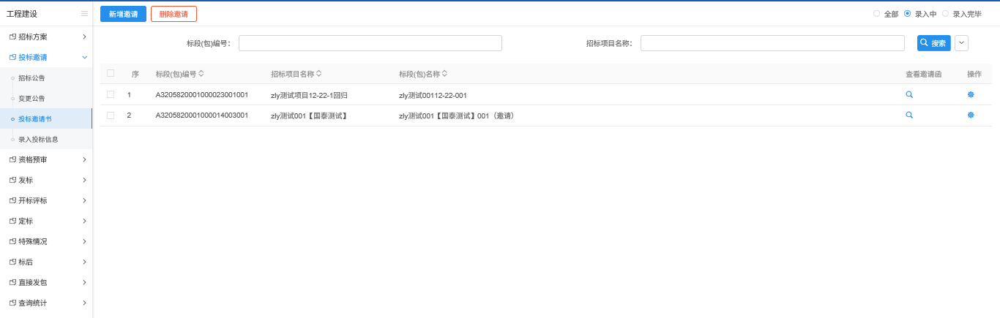 工程建设
新增邀请 删除邀请 全部 录入中 录入完毕
招标方案
投标邀请
招标公告
变更公告
投标邀请书
录入投标信息
资格预审
发标
开标评标
定标
特殊情况
标后
直接发包
查询统计
标段(包)编号： 招标项目名称： 搜索
序 标段(包)编号 招标项目名称 标段(包)名称 查看邀请函 操作
1 A3205820001000023001001 zly测试项目12-22-1回归 zly测试00112-22-001
2 A3205820001000014003001 zly测试001【国泰测试】 zly测试001【国泰测试】001（邀请）